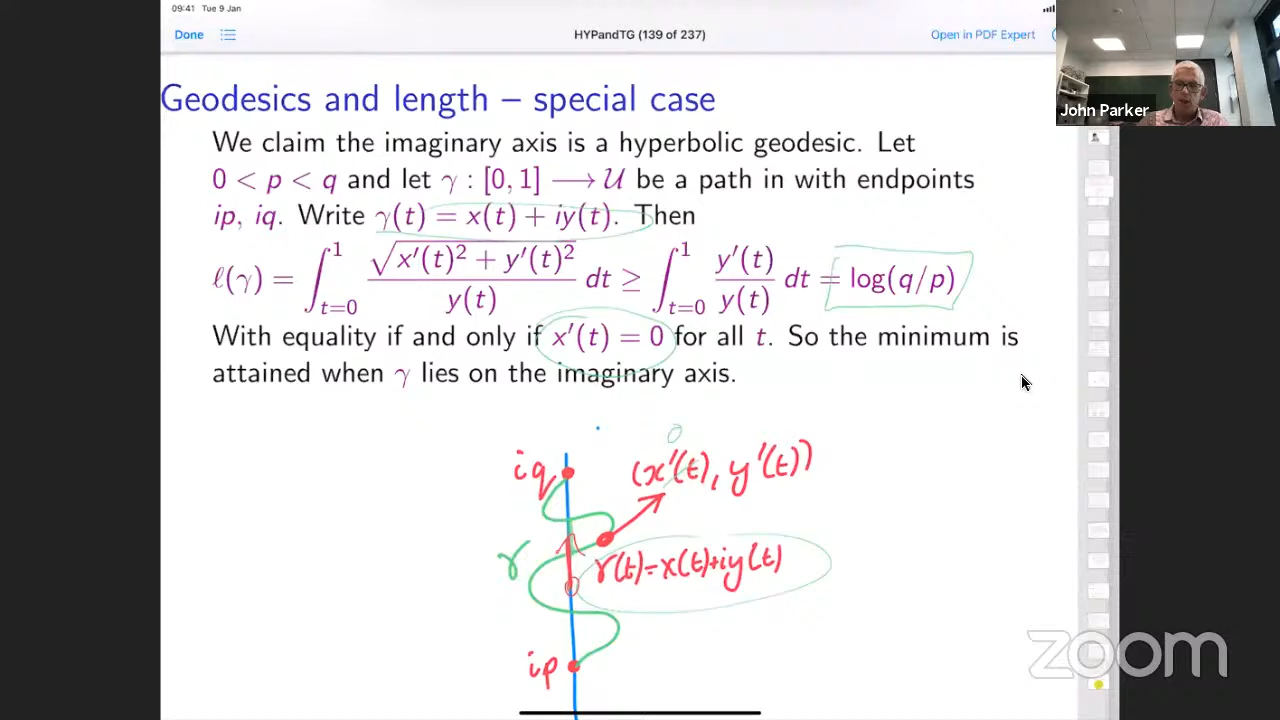 09:41 Tue 9 Jan
Done
HYPandTG (139 of 237)
Open in PDF Expert
John Parker
Geodesics and length – special case
We claim the imaginary axis is a hyperbolic geodesic. Let
0 < p < q and let γ : [0, 1] ⟶ 𝒰 be a path in with endpoints
ip, iq. Write γ(t) = x(t) + iy(t). Then
ℓ(γ) = ∫_{t=0}^{1} √(x′(t)² + y′(t)²) / y(t) dt ≥ ∫_{t=0}^{1} y′(t) / y(t) dt = log(q/p)
With equality if and only if x′(t) = 0 for all t. So the minimum is
attained when γ lies on the imaginary axis.
0
iq (x′(t), y′(t))
γ γ(t)=x(t)+iy(t)
ip
zoom